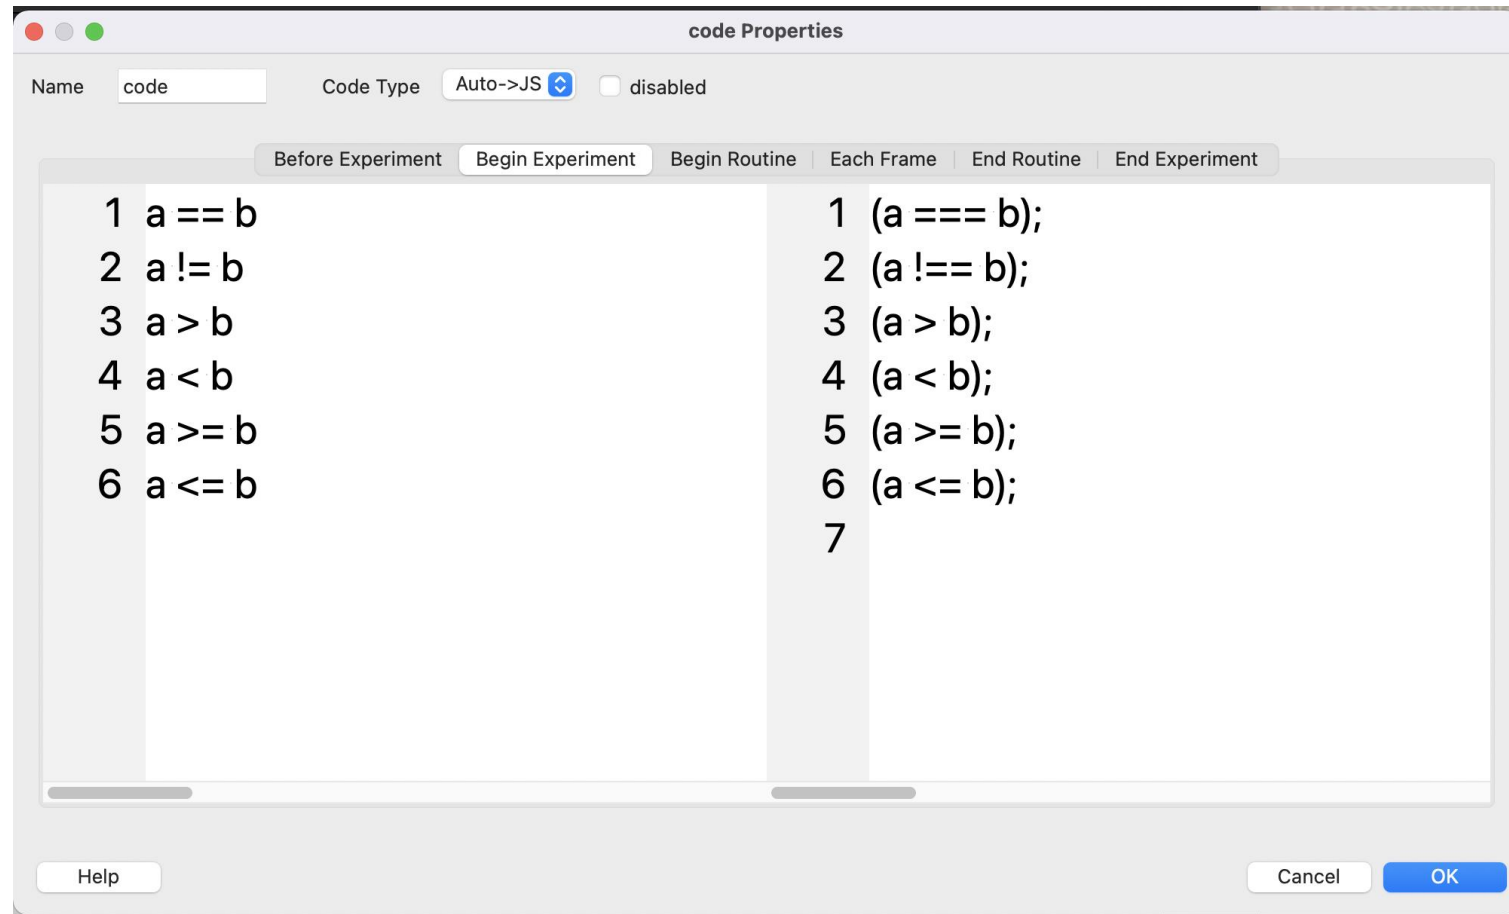 code Properties
Name code Code Type Auto->JS disabled
Before Experiment Begin Experiment Begin Routine Each Frame End Routine End Experiment
1 a == b
2 a != b
3 a > b
4 a < b
5 a >= b
6 a <= b
1 (a === b);
2 (a !== b);
3 (a > b);
4 (a < b);
5 (a >= b);
6 (a <= b);
7
Help Cancel OK